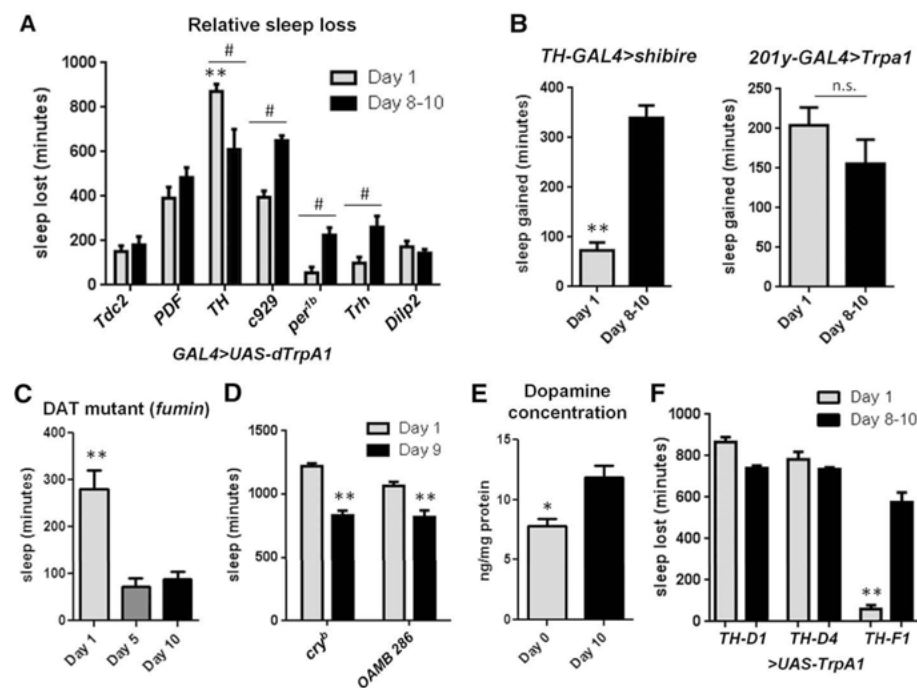 A
Relative sleep loss
sleep lost (minutes)
1000
800
600
400
200
0
#
**
#
#
#
#
Day 1
Day 8-10
Tdc2
PDF
TH
c929
per1b
Trh
Dilp2
GAL4>UAS-dTrpA1
B
TH-GAL4>shibire
sleep gained (minutes)
400
300
200
100
0
**
Day 1
Day 8-10
201y-GAL4>Trpa1
sleep gained (minutes)
250
200
150
100
50
0
n.s.
Day 1
Day 8-10
C
DAT mutant (fumin)
sleep (minutes)
400
300
200
100
0
**
Day 1
Day 5
Day 10
D
sleep (minutes)
1500
1000
500
0
Day 1
Day 9
**
**
cryb
OAMB 286
E
Dopamine
concentration
ng/mg protein
15
10
5
0
*
Day 0
Day 10
F
sleep lost (minutes)
1000
800
600
400
200
0
Day 1
Day 8-10
**
TH-D1
TH-D4
TH-F1
>UAS-TrpA1